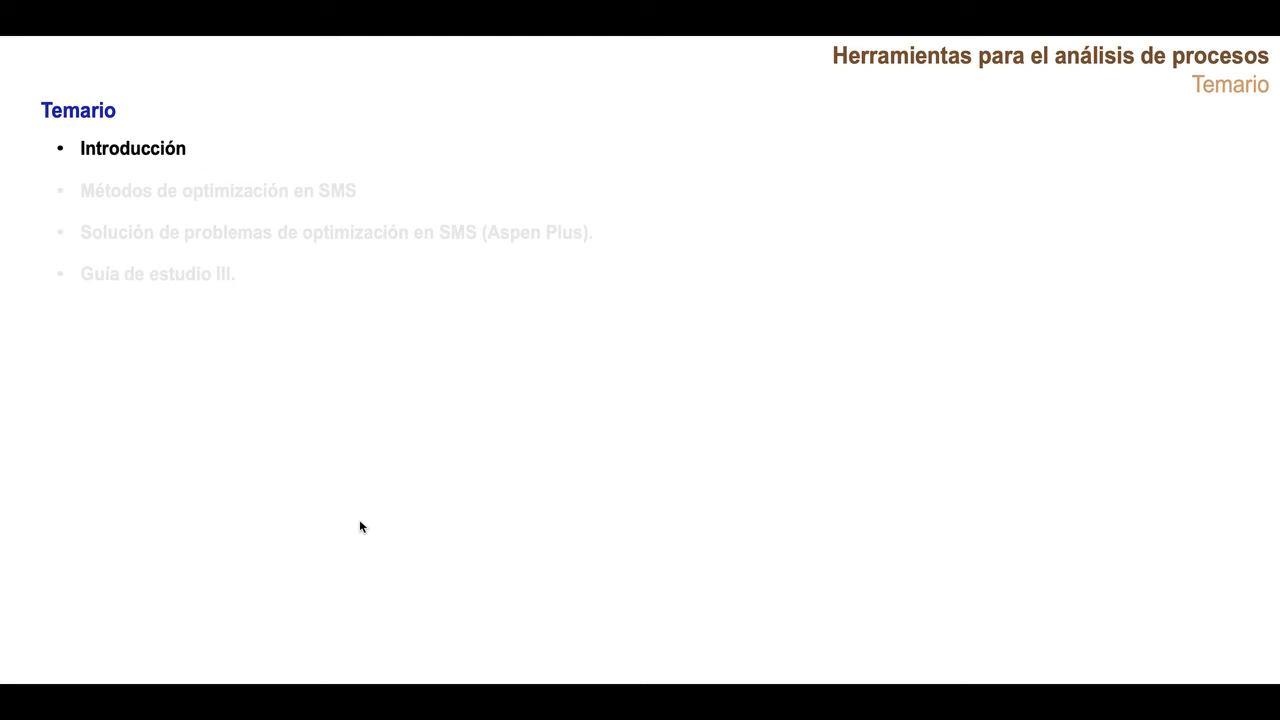 Herramientas para el análisis de procesos
Temario
Temario
• Introducción
• Métodos de optimización en SMS
• Solución de problemas de optimización en SMS (Aspen Plus).
• Guía de estudio III.